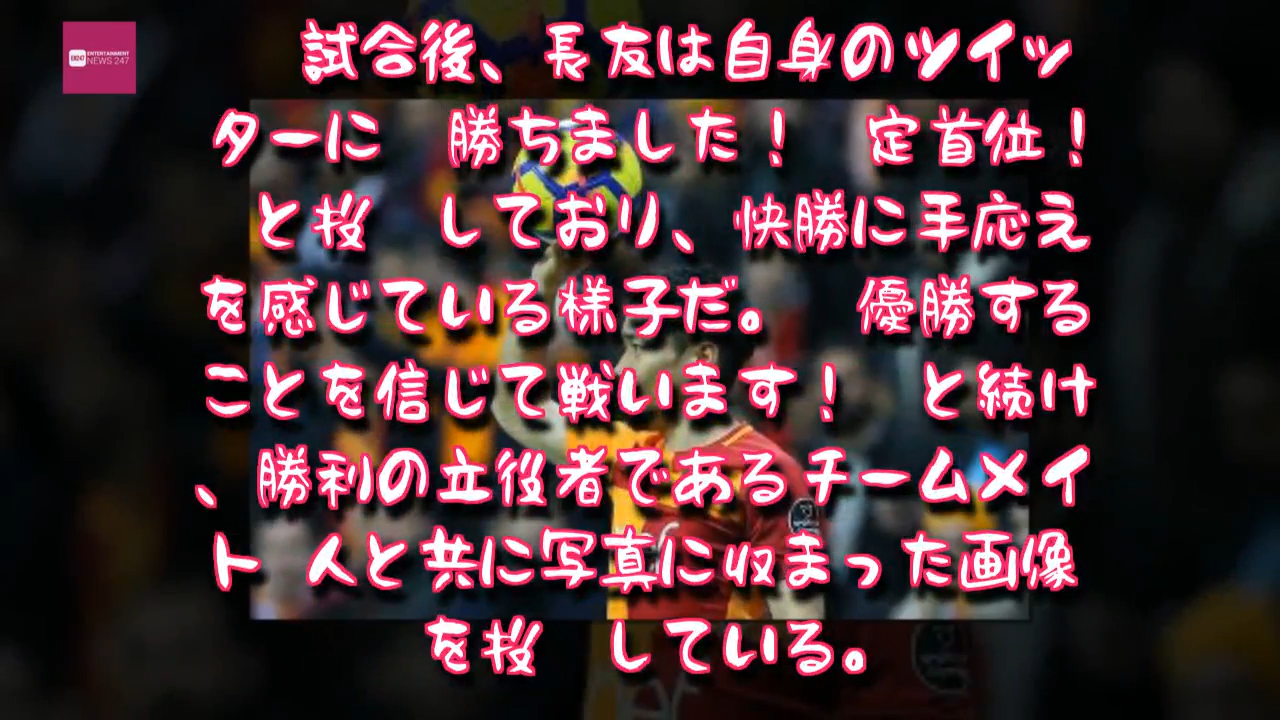 ENTERTAINMENT
NEWS 247
試合後、長友は自身のツイッ
ターに 勝ちました! 定首位!
と投 しており、快勝に手応え
を感じている様子だ。 優勝する
ことを信じて戦います! と続け
、勝利の立役者であるチームメイ
ト 人と共に写真に収まった画像
を投 している。